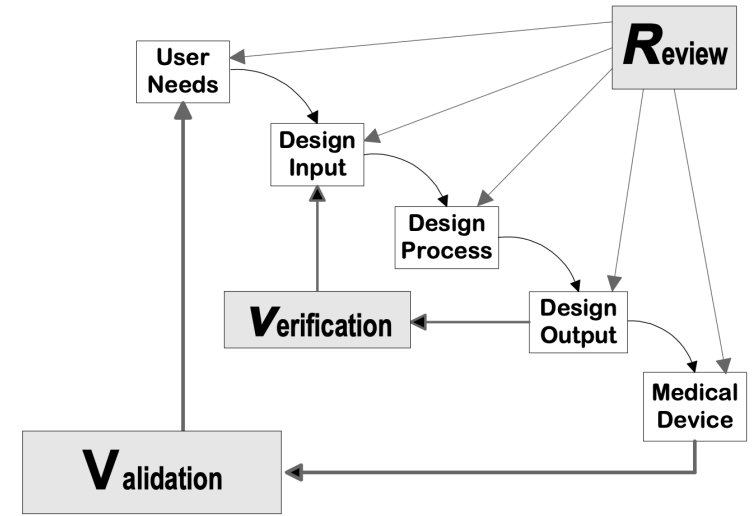 User
Needs
Review
Design
Input
Design
Process
Verification
Design
Output
Medical
Device
Validation